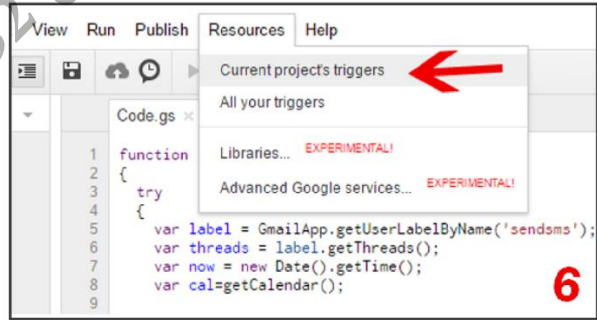 View Run Publish Resources Help
Current project's triggers
All your triggers
Code.gs ×
Libraries... EXPERIMENTAL!
Advanced Google services... EXPERIMENTAL!
1 function
2 {
3 try
4 {
5 var label = GmailApp.getUserLabelByName('sendsms');
6 var threads = label.getThreads();
7 var now = new Date().getTime();
8 var cal=getCalendar();
9
6